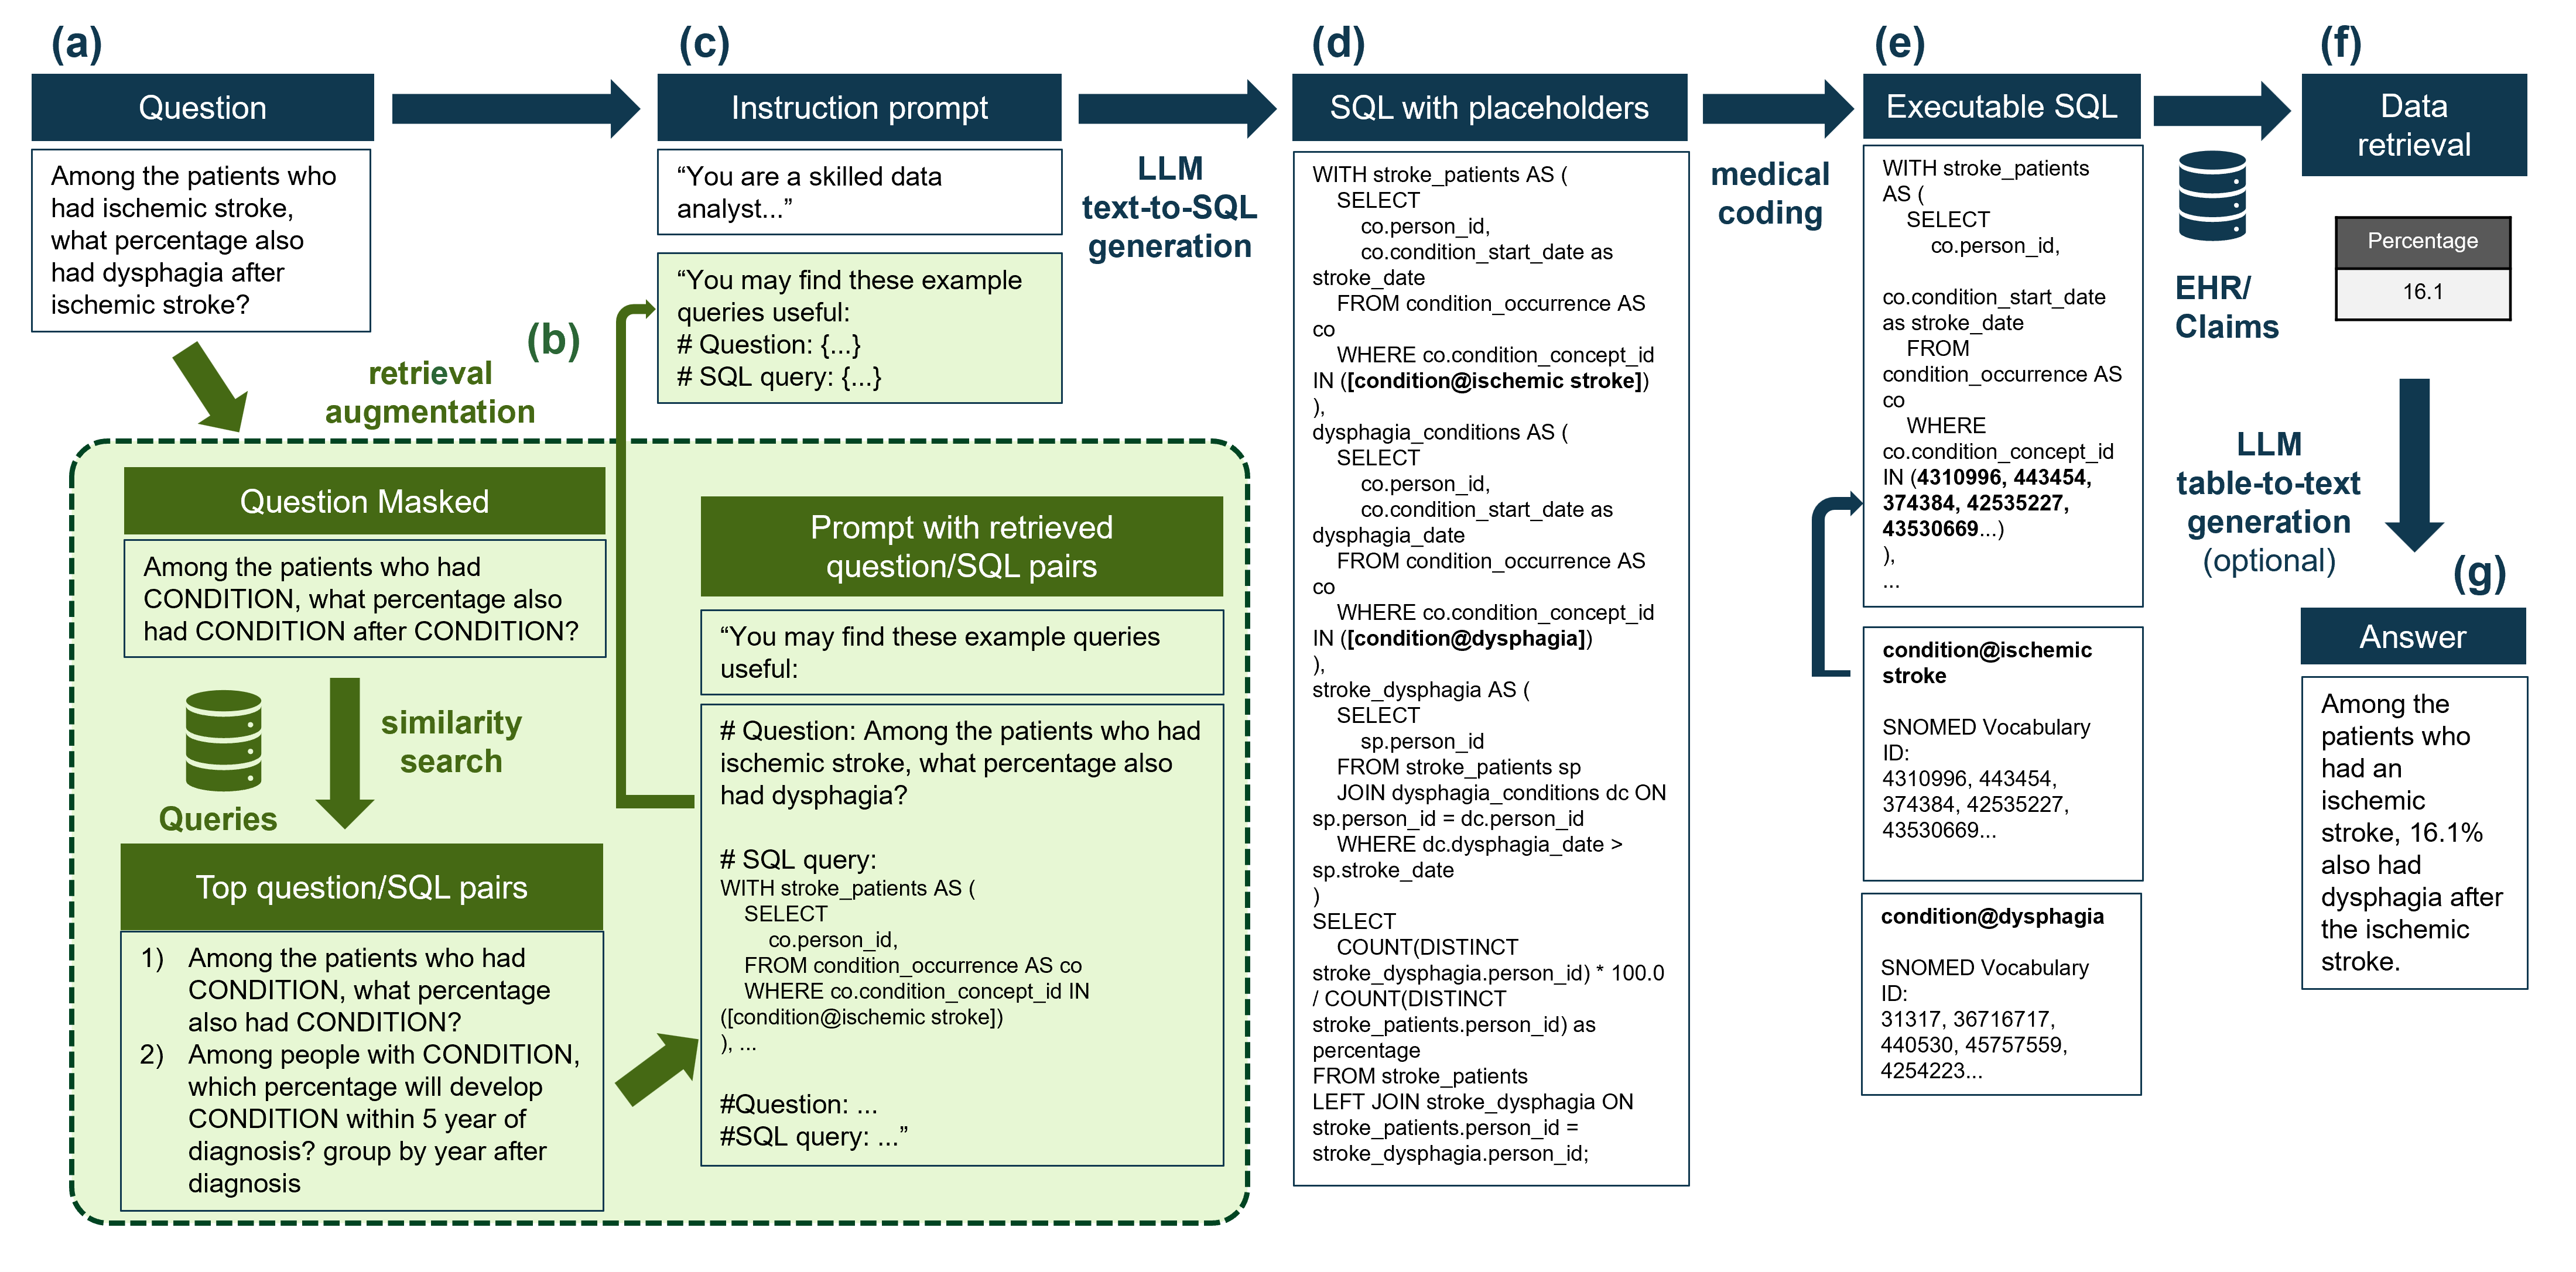 (a)
Question
Among the patients who
had ischemic stroke,
what percentage also
had dysphagia after
ischemic stroke?
(b)
retrieval
augmentation
Question Masked
Among the patients who had
CONDITION, what percentage also
had CONDITION after CONDITION?
similarity
search
Queries
Top question/SQL pairs
1) Among the patients who had
CONDITION, what percentage
also had CONDITION?
2) Among people with CONDITION,
which percentage will develop
CONDITION within 5 year of
diagnosis? group by year after
diagnosis
Prompt with retrieved
question/SQL pairs
“You may find these example queries
useful:
# Question: Among the patients who had
ischemic stroke, what percentage also
had dysphagia?
# SQL query:
WITH stroke_patients AS (
SELECT
co.person_id,
FROM condition_occurrence AS co
WHERE co.condition_concept_id IN
([condition@ischemic stroke])
), ...
#Question: ...
#SQL query: ...”
(c)
Instruction prompt
“You are a skilled data
analyst...”
“You may find these example
queries useful:
# Question: {...}
# SQL query: {...}
LLM
text-to-SQL
generation
(d)
SQL with placeholders
WITH stroke_patients AS (
SELECT
co.person_id,
co.condition_start_date as
stroke_date
FROM condition_occurrence AS
co
WHERE co.condition_concept_id
IN ([condition@ischemic stroke])
),
dysphagia_conditions AS (
SELECT
co.person_id,
co.condition_start_date as
dysphagia_date
FROM condition_occurrence AS
co
WHERE co.condition_concept_id
IN ([condition@dysphagia])
),
stroke_dysphagia AS (
SELECT
sp.person_id
FROM stroke_patients sp
JOIN dysphagia_conditions dc ON
sp.person_id = dc.person_id
WHERE dc.dysphagia_date >
sp.stroke_date
)
SELECT
COUNT(DISTINCT
stroke_dysphagia.person_id) * 100.0
/ COUNT(DISTINCT
stroke_patients.person_id) as
percentage
FROM stroke_patients
LEFT JOIN stroke_dysphagia ON
stroke_patients.person_id =
stroke_dysphagia.person_id;
medical
coding
(e)
Executable SQL
WITH stroke_patients
AS (
SELECT
co.person_id,
co.condition_start_date
as stroke_date
FROM
condition_occurrence AS
co
WHERE
co.condition_concept_id
IN (4310996, 443454,
374384, 42535227,
43530669...)
),
...
condition@ischemic
stroke
SNOMED Vocabulary
ID:
4310996, 443454,
374384, 42535227,
43530669...
condition@dysphagia
SNOMED Vocabulary
ID:
31317, 36716717,
440530, 45757559,
4254223...
EHR/
Claims
(f)
Data
retrieval
Percentage
16.1
LLM
table-to-text
generation
(optional)
(g)
Answer
Among the
patients who
had an
ischemic
stroke, 16.1%
also had
dysphagia after
the ischemic
stroke.